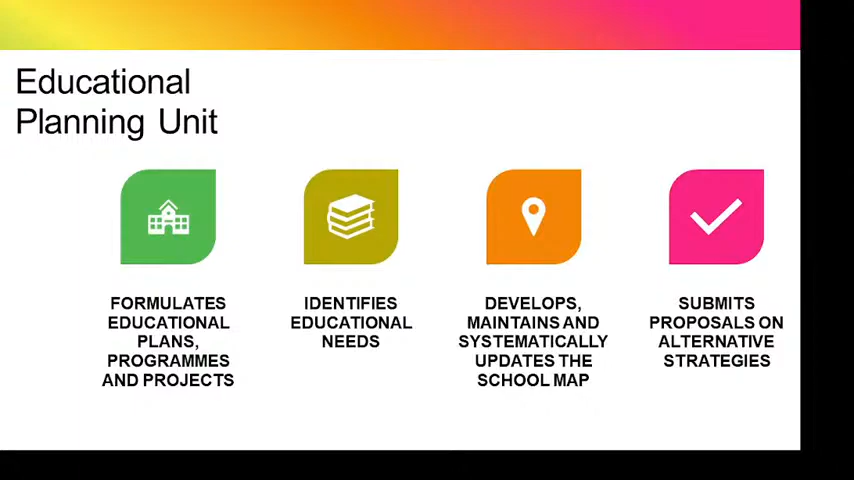 Educational
Planning Unit
FORMULATES
EDUCATIONAL
PLANS,
PROGRAMMES
AND PROJECTS
IDENTIFIES
EDUCATIONAL
NEEDS
DEVELOPS,
MAINTAINS AND
SYSTEMATICALLY
UPDATES THE
SCHOOL MAP
SUBMITS
PROPOSALS ON
ALTERNATIVE
STRATEGIES